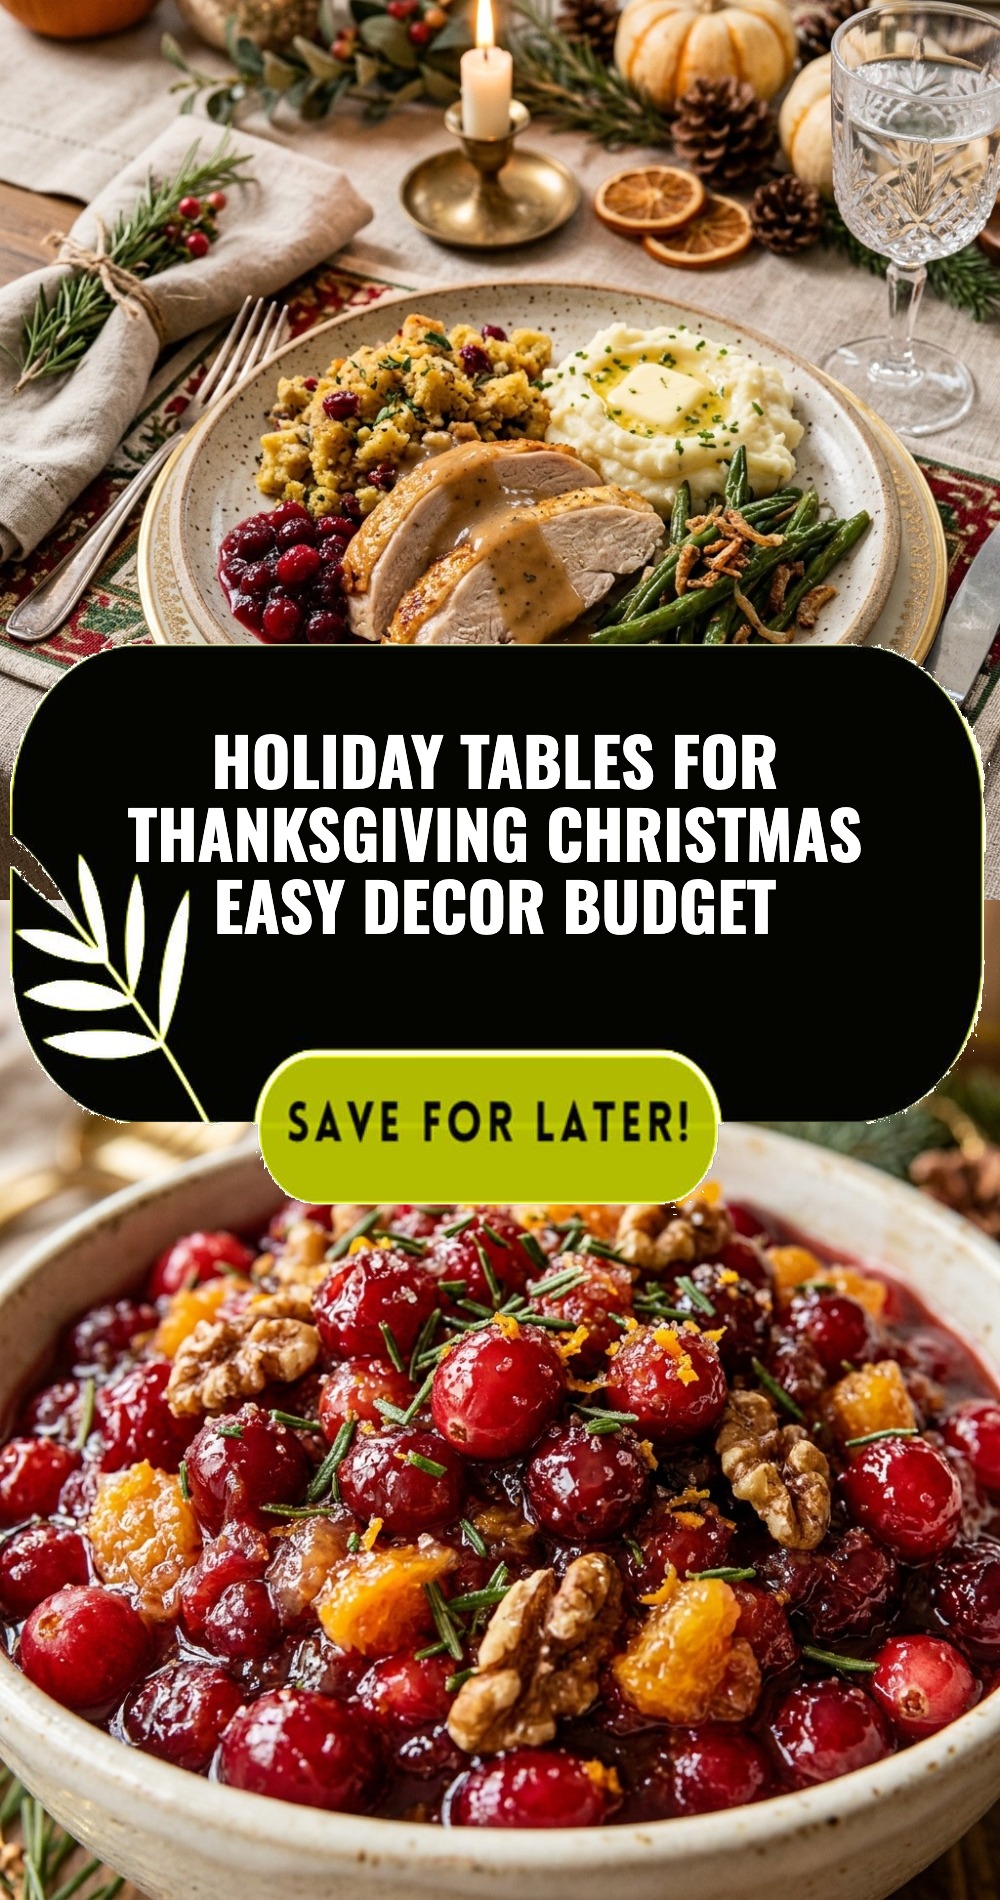 HOLIDAY TABLES FOR
THANKSGIVING CHRISTMAS
EASY DECOR BUDGET
SAVE FOR LATER!